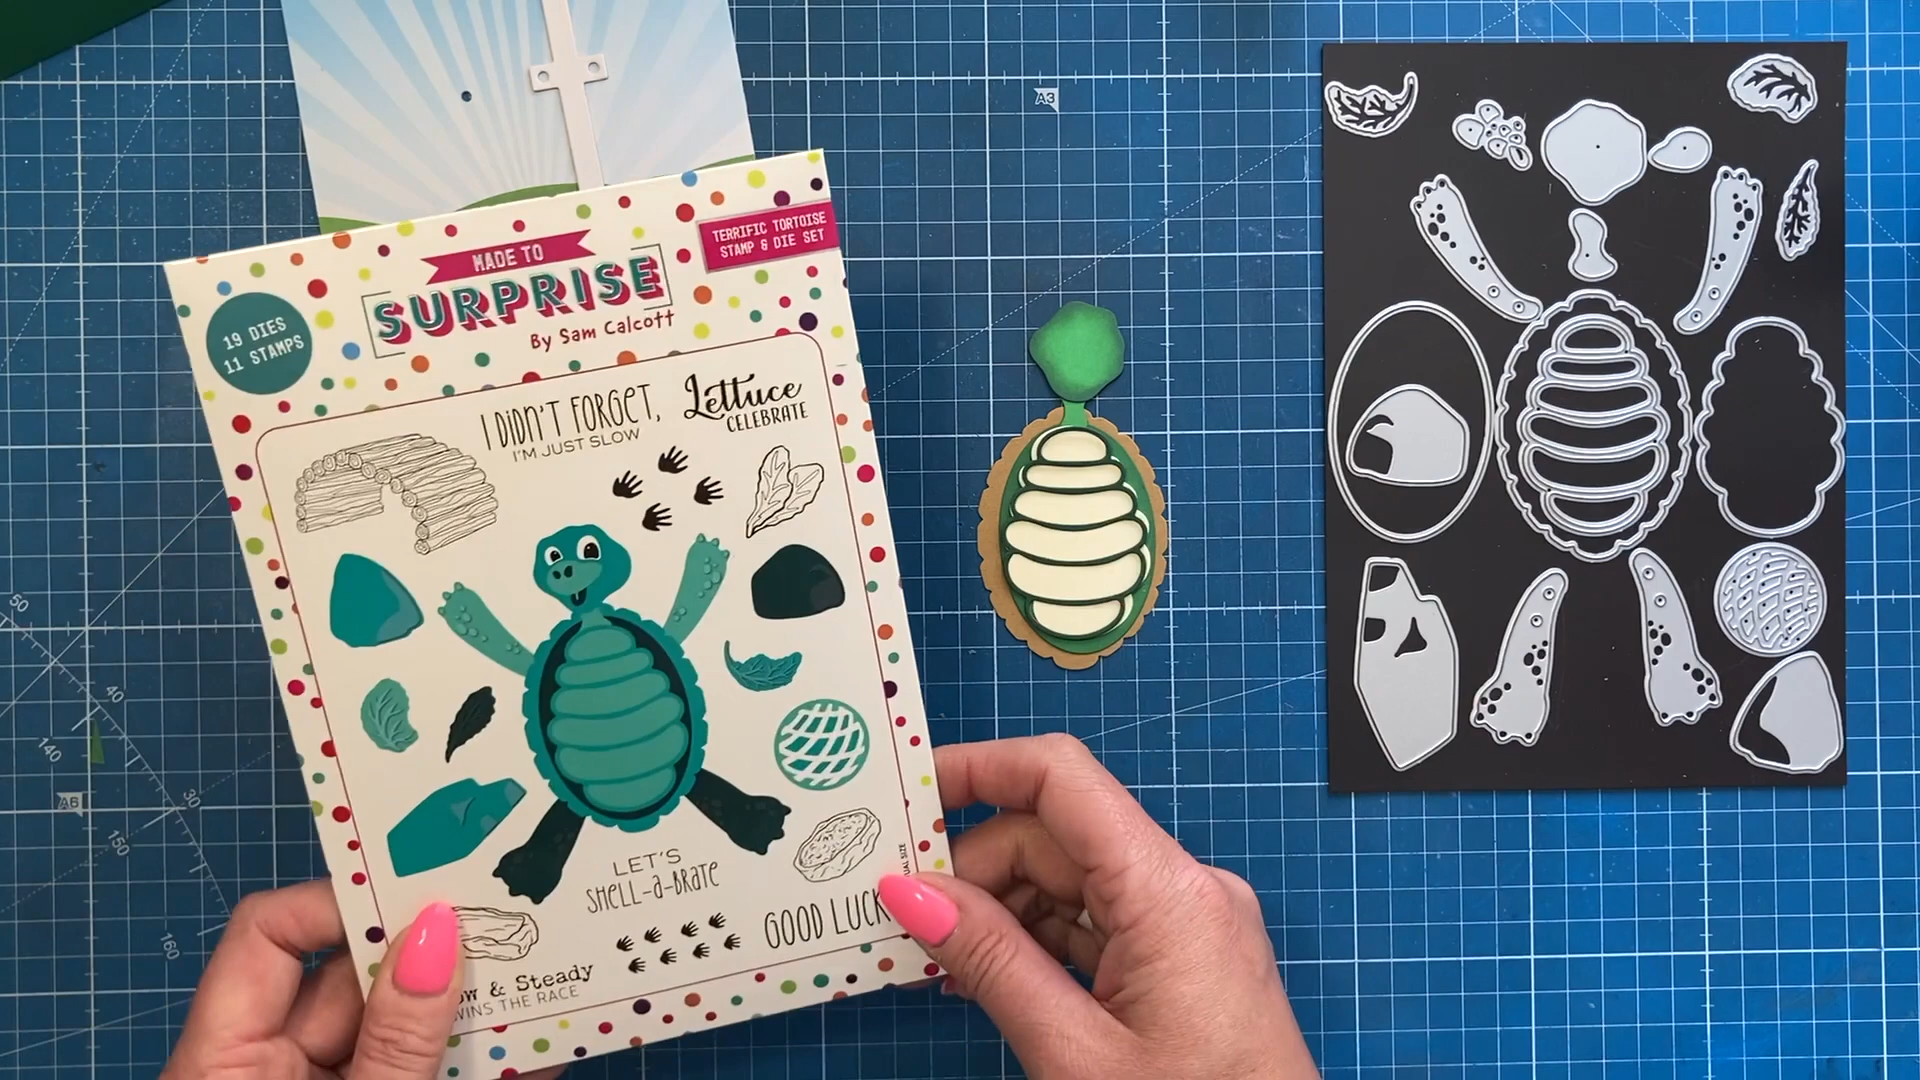 A3
MADE TO
SURPRISE
By Sam Calcott
TERRIFIC TORTOISE
STAMP & DIE SET
19 DIES
11 STAMPS
I DIDN'T FORGET,
I'M JUST SLOW
Lettuce
CELEBRATE
LET'S
SHELL-a-BRATE
GOOD LUCK
& Steady
WINS THE RACE
SIZE
50
40
30
140
150
160
A6